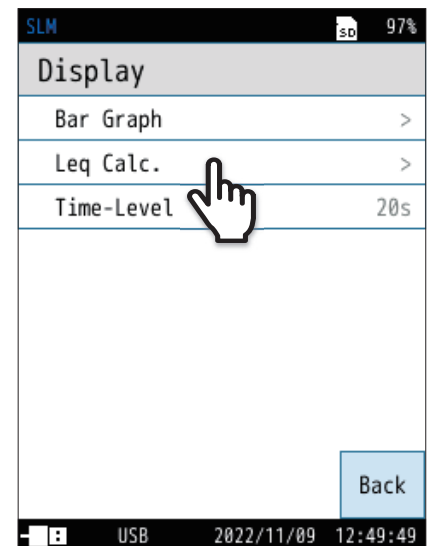 SLM SD 97%
Display
Bar Graph >
Leq Calc. >
Time-Level 20s
Back
USB 2022/11/09 12:49:49